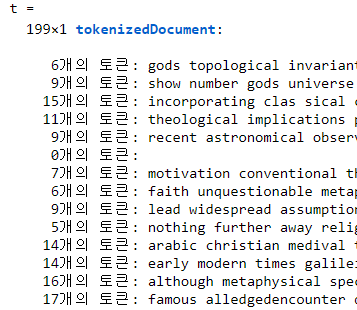 t =
199×1 tokenizedDocument:
6개의 토큰: gods topological invarian
9개의 토큰: show number gods universe
15개의 토큰: incorporating clas sical
11개의 토큰: theological implications
9개의 토큰: recent astronomical obser
0개의 토큰:
7개의 토큰: motivation conventional th
6개의 토큰: faith unquestionable meta
9개의 토큰: lead widespread assumption
5개의 토큰: nothing further away relig
14개의 토큰: arabic christian medival
14개의 토큰: early modern times galile
16개의 토큰: although metaphysical spec
17개의 토큰: famous alledgedencounter